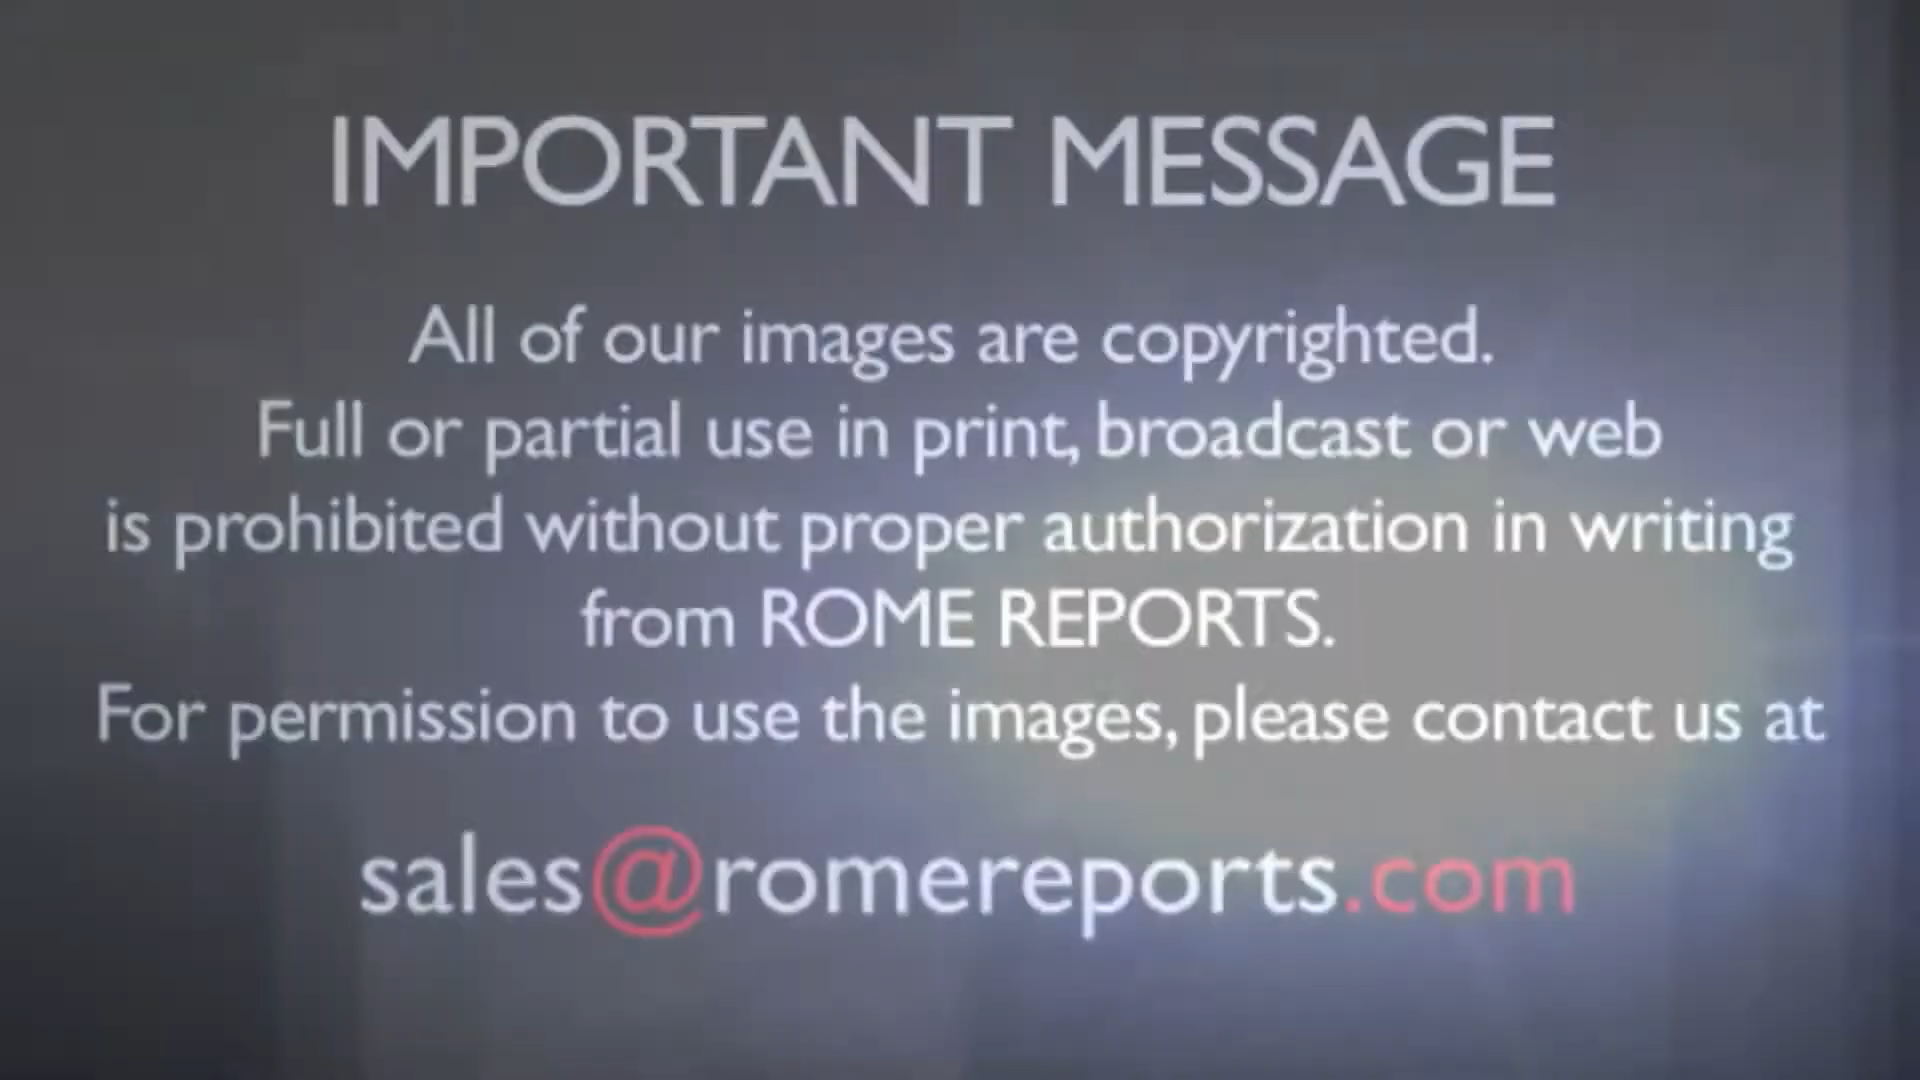 IMPORTANT MESSAGE
All of our images are copyrighted.
Full or partial use in print, broadcast or web
is prohibited without proper authorization in writing
from ROME REPORTS.
For permission to use the images, please contact us at
sales@romereports.com